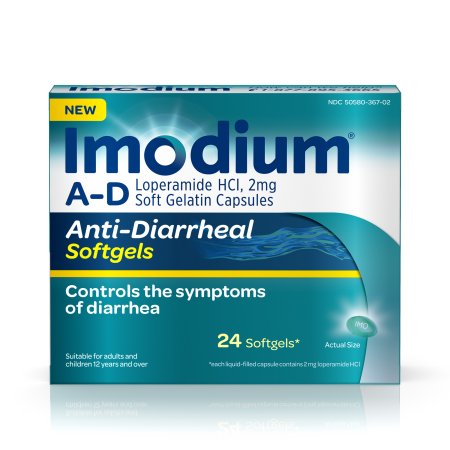 NDC 50580-367-02
NEW
Imodium®
A-D Loperamide HCl, 2mg
Soft Gelatin Capsules
Anti-Diarrheal
Softgels
Controls the symptoms
of diarrhea
24 Softgels*
IMO
Actual Size
Suitable for adults and
children 12 years and over
*each liquid-filled capsule contains 2 mg loperamide HCl